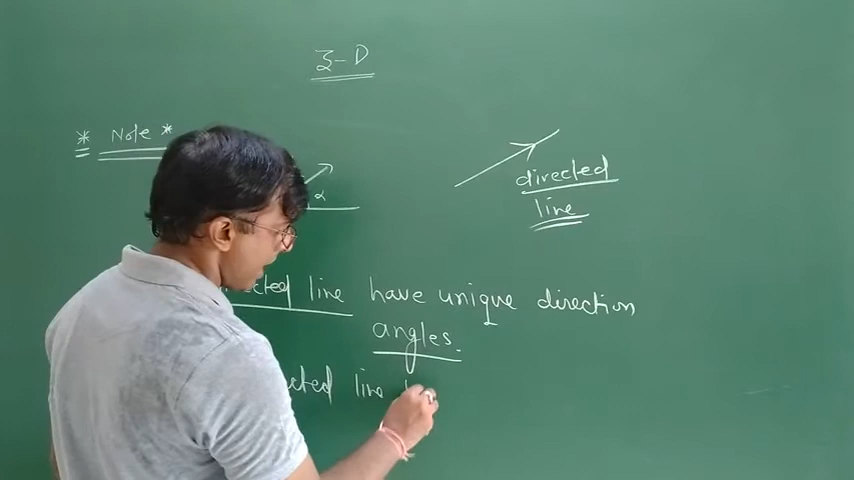 3-D
* Note *
α
directed
line
line have unique direction
angles.
line